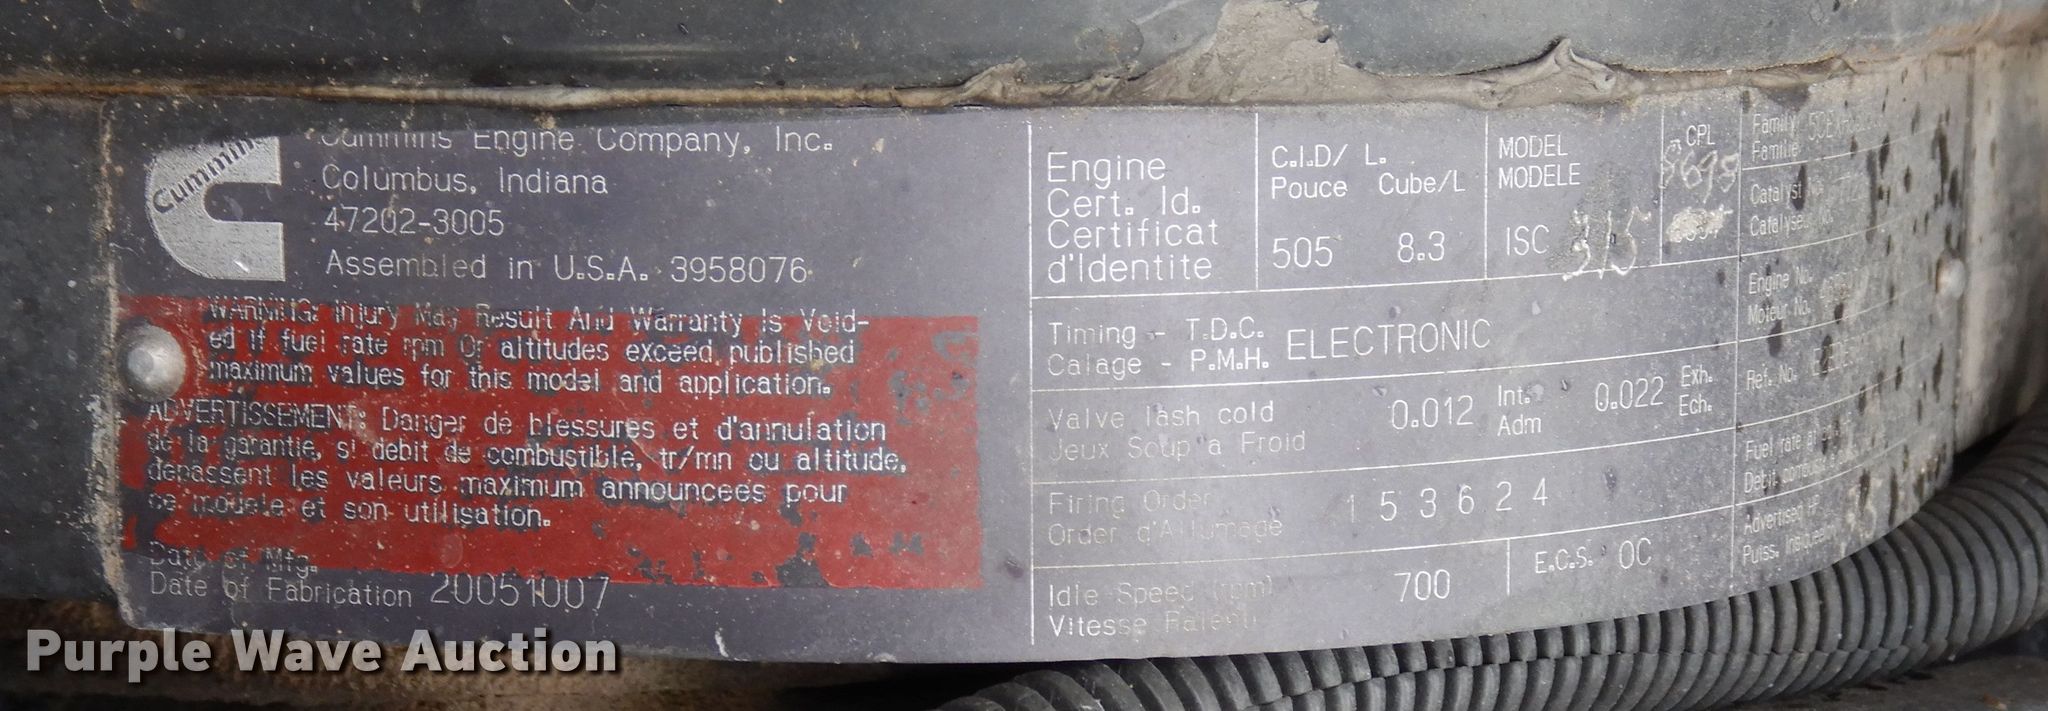 Cummins
Cummins Engine Company, Inc.
Columbus, Indiana
47202-3005
Assembled in U.S.A. 3958076
WARNING: Injury May Result And Warranty Is Void-
ed If fuel rate rpm Or altitudes exceed published
maximum values for this model and application.
ADVERTISSEMENT: Danger de blessures et d'annulation
de la garantie, si debit de combustible, tr/mn ou altitude,
depassent les valeurs maximum announcees pour
ce modele et son utilisation.
Date of Mfg.
Date of Fabrication 20051007
Engine
Cert. Id.
Certificat
d'Identite
C.I.D/ L.
Pouce Cube/L
505 8.3
MODEL
MODELE
ISC 315
CPL
Timing - T.D.C.
Calage - P.M.H. ELECTRONIC
Valve lash cold
Jeux Soup a Froid
0.012 Int.
Adm
0.022 Exh.
Ech.
Firing Order
Order d'Allumage
1 5 3 6 2 4
Idle Speed (rpm)
Vitesse Ralenti
700
E.C.S. OC
Family
Famille
Catalyst No.
Catalyseur No.
Engine No.
Moteur No.
Ref. No.
Fuel rate at
Debit
Advertised HP
Puiss.
Purple Wave Auction